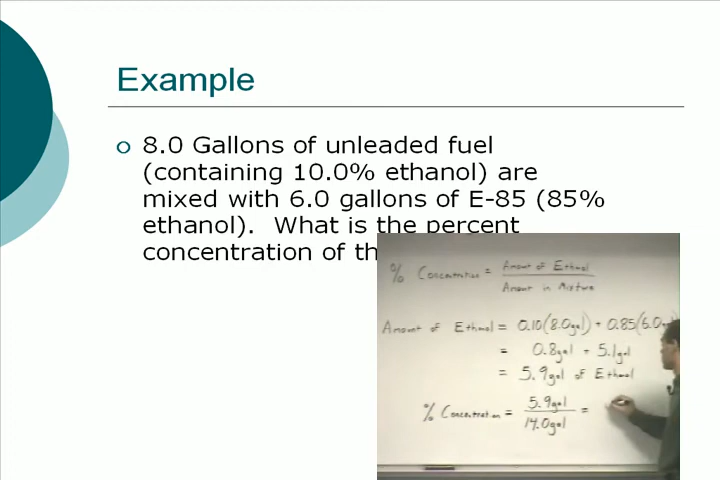 Example
8.0 Gallons of unleaded fuel
(containing 10.0% ethanol) are
mixed with 6.0 gallons of E-85 (85%
ethanol). What is the percent
concentration of th
% Concentration = Amount of Ethanol
Amount in Mixture
Amount of Ethanol = 0.10(8.0gal) + 0.85(6.0gal)
= 0.8gal + 5.1gal
= 5.9gal of Ethanol
% Concentration = 5.9gal =
14.0gal